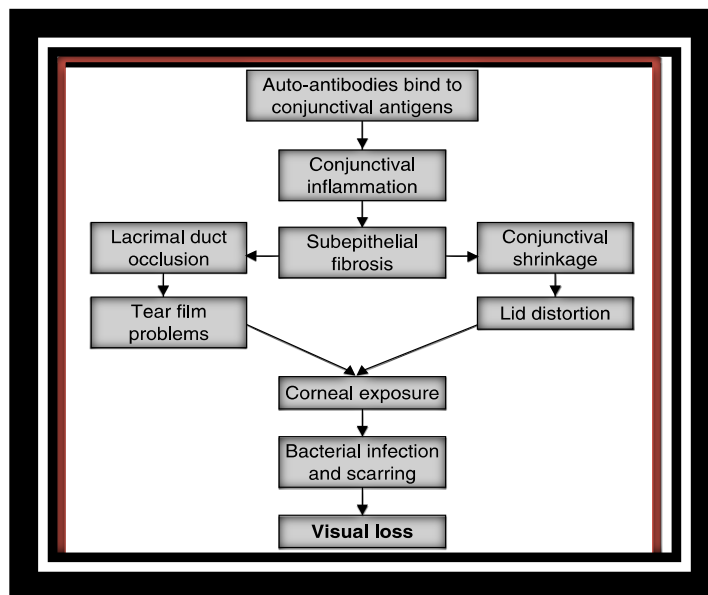 Auto-antibodies bind to
conjunctival antigens
Conjunctival
inflammation
Lacrimal duct
occlusion
Subepithelial
fibrosis
Conjunctival
shrinkage
Tear film
problems
Lid distortion
Corneal exposure
Bacterial infection
and scarring
Visual loss